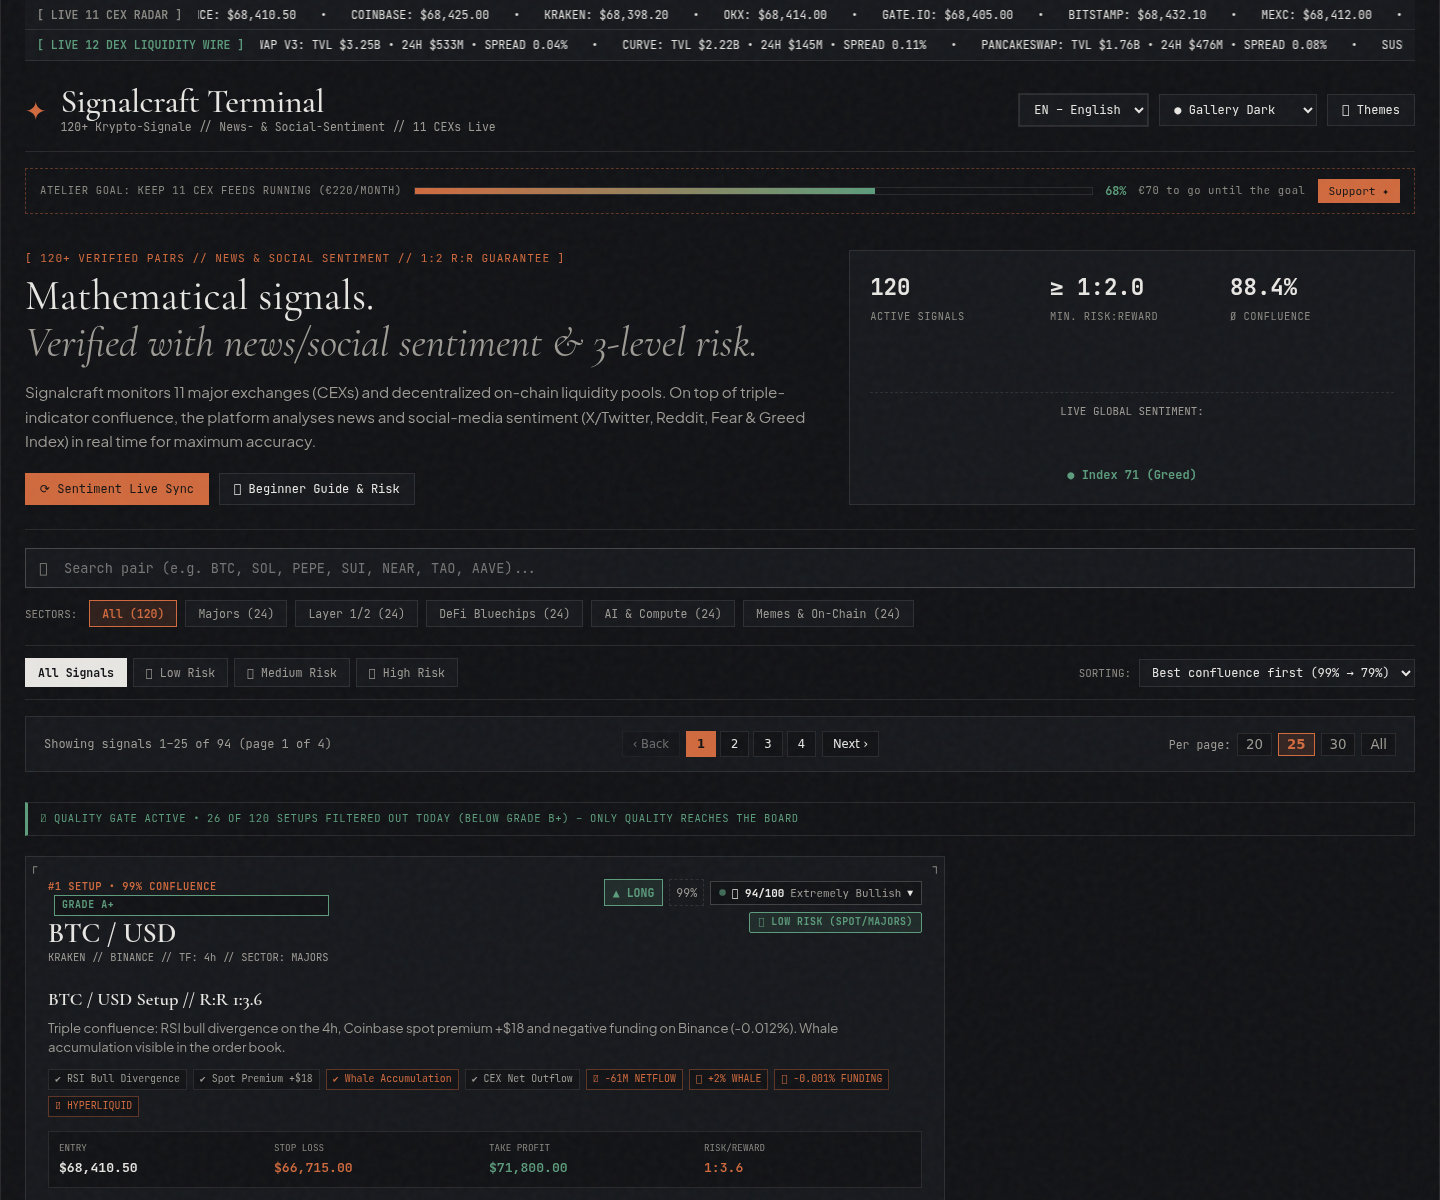 [ LIVE 11 CEX RADAR ] CE: $68,410.50 • COINBASE: $68,425.00 • KRAKEN: $68,398.20 • OKX: $68,414.00 • GATE.IO: $68,405.00 • BITSTAMP: $68,432.10 • MEXC: $68,412.00 •
[ LIVE 12 DEX LIQUIDITY WIRE ] WAP V3: TVL $3.25B • 24H $533M • SPREAD 0.04% • CURVE: TVL $2.22B • 24H $145M • SPREAD 0.11% • PANCAKESWAP: TVL $1.76B • 24H $476M • SPREAD 0.08% • SUS
✦ Signalcraft Terminal
120+ Krypto-Signale // News- & Social-Sentiment // 11 CEXs Live
EN – English
● Gallery Dark
Themes
ATELIER GOAL: KEEP 11 CEX FEEDS RUNNING (€220/MONTH)
68%
€70 to go until the goal
Support ✦
[ 120+ VERIFIED PAIRS // NEWS & SOCIAL SENTIMENT // 1:2 R:R GUARANTEE ]
Mathematical signals.
Verified with news/social sentiment & 3-level risk.
Signalcraft monitors 11 major exchanges (CEXs) and decentralized on-chain liquidity pools. On top of triple-
indicator confluence, the platform analyses news and social-media sentiment (X/Twitter, Reddit, Fear & Greed
Index) in real time for maximum accuracy.
⟳ Sentiment Live Sync
Beginner Guide & Risk
120
ACTIVE SIGNALS
≥ 1:2.0
MIN. RISK:REWARD
88.4%
Ø CONFLUENCE
LIVE GLOBAL SENTIMENT:
● Index 71 (Greed)
Search pair (e.g. BTC, SOL, PEPE, SUI, NEAR, TAO, AAVE)...
SECTORS: All (120) Majors (24) Layer 1/2 (24) DeFi Bluechips (24) AI & Compute (24) Memes & On-Chain (24)
All Signals Low Risk Medium Risk High Risk
SORTING: Best confluence first (99% → 79%)
Showing signals 1–25 of 94 (page 1 of 4)
‹ Back 1 2 3 4 Next ›
Per page: 20 25 30 All
QUALITY GATE ACTIVE • 26 OF 120 SETUPS FILTERED OUT TODAY (BELOW GRADE B+) – ONLY QUALITY REACHES THE BOARD
#1 SETUP • 99% CONFLUENCE
GRADE A+
BTC / USD
KRAKEN // BINANCE // TF: 4h // SECTOR: MAJORS
▲ LONG 99% ● 94/100 Extremely Bullish ▼
LOW RISK (SPOT/MAJORS)
BTC / USD Setup // R:R 1:3.6
Triple confluence: RSI bull divergence on the 4h, Coinbase spot premium +$18 and negative funding on Binance (-0.012%). Whale
accumulation visible in the order book.
✔ RSI Bull Divergence ✔ Spot Premium +$18 ✔ Whale Accumulation ✔ CEX Net Outflow -61M NETFLOW +2% WHALE -0.001% FUNDING
HYPERLIQUID
ENTRY STOP LOSS TAKE PROFIT RISK/REWARD
$68,410.50 $66,715.00 $71,800.00 1:3.6